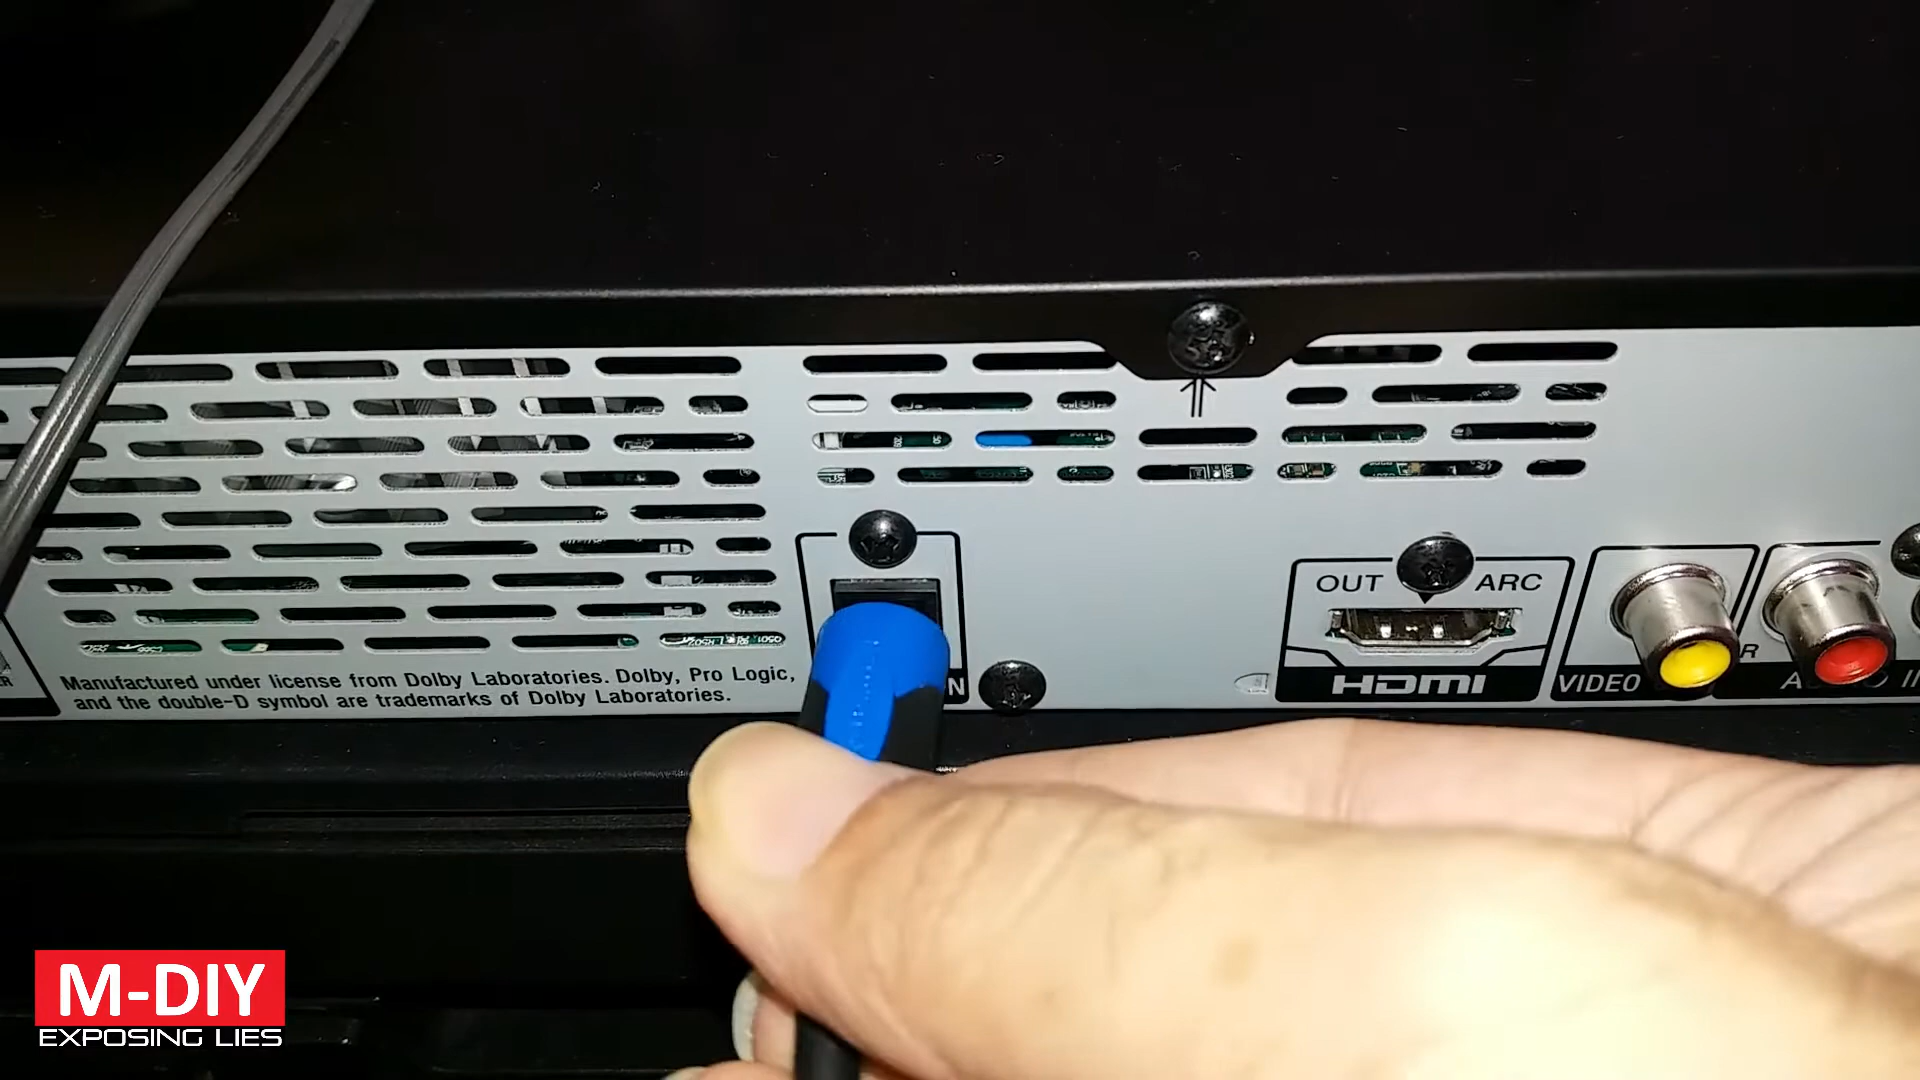 OUT ARC
HDMI
VIDEO
Manufactured under license from Dolby Laboratories. Dolby, Pro Logic,
and the double-D symbol are trademarks of Dolby Laboratories.
M-DIY
EXPOSING LIES